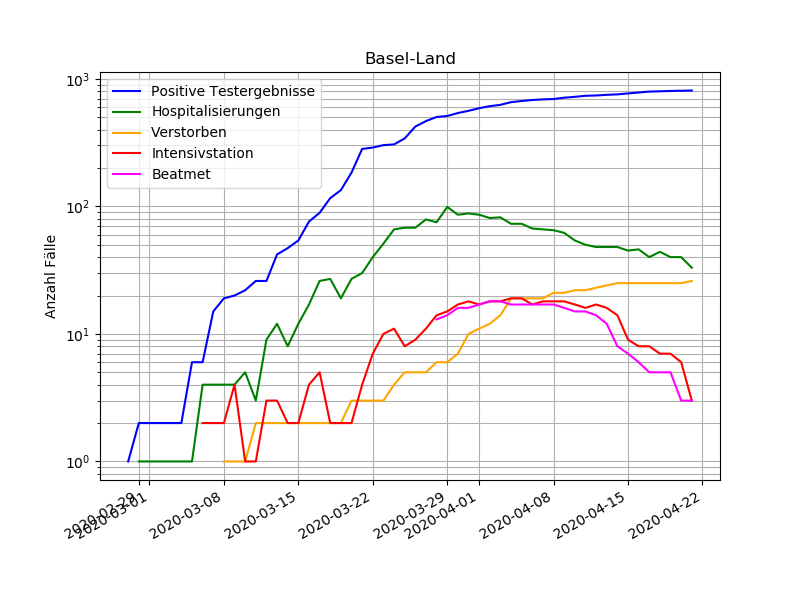 Basel-Land
10³
10²
10¹
10⁰
Anzahl Fälle
Positive Testergebnisse
Hospitalisierungen
Verstorben
Intensivstation
Beatmet
2020-02-29
2020-03-01
2020-03-08
2020-03-15
2020-03-22
2020-03-29
2020-04-01
2020-04-08
2020-04-15
2020-04-22